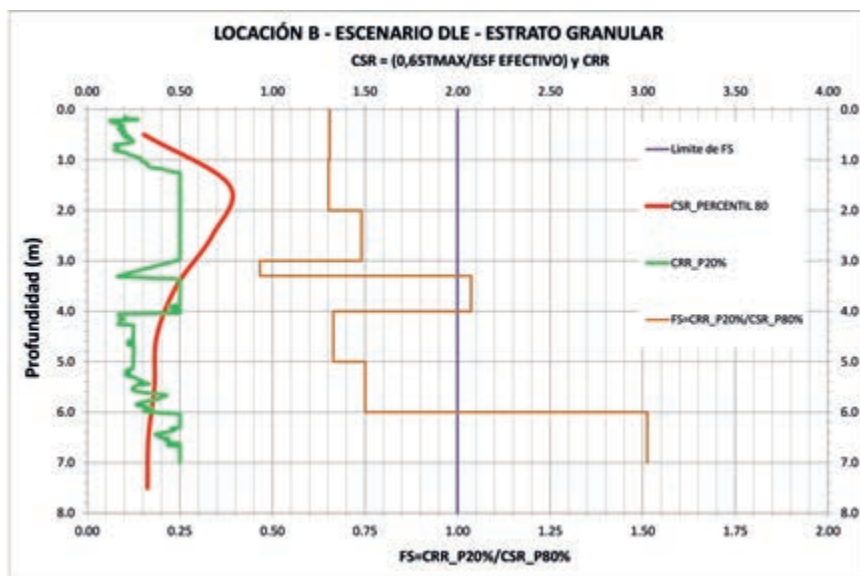 LOCACIÓN B - ESCENARIO DLE - ESTRATO GRANULAR
CSR = (0,65TMAX/ESF EFECTIVO) y CRR
0.00 0.50 1.00 1.50 2.00 2.50 3.00 3.50 4.00
0.0 0.0
1.0 1.0
2.0 2.0
3.0 3.0
4.0 4.0
5.0 5.0
6.0 6.0
7.0 7.0
8.0 8.0
Profundidad (m)
Limite de FS
CSR_PERCENTIL 80
CRR_P20%
FS=CRR_P20%/CSR_P80%
0.00 0.25 0.50 0.75 1.00 1.25 1.50 1.75 2.00
FS=CRR_P20%/CSR_P80%